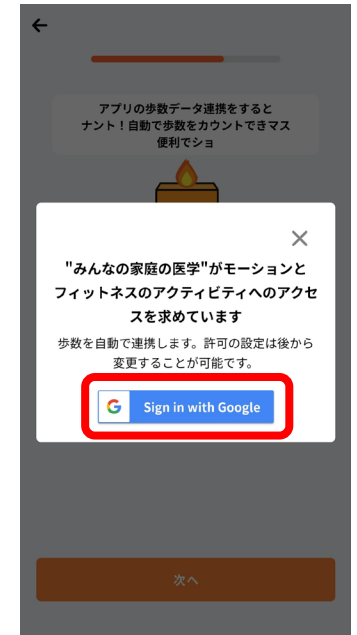 アプリの歩数データ連携をすると
ナント！自動で歩数をカウントできマス
便利でショ
"みんなの家庭の医学"がモーションと
フィットネスのアクティビティへのアクセ
スを求めています
歩数を自動で連携します。許可の設定は後から
変更することが可能です。
Sign in with Google
次へ